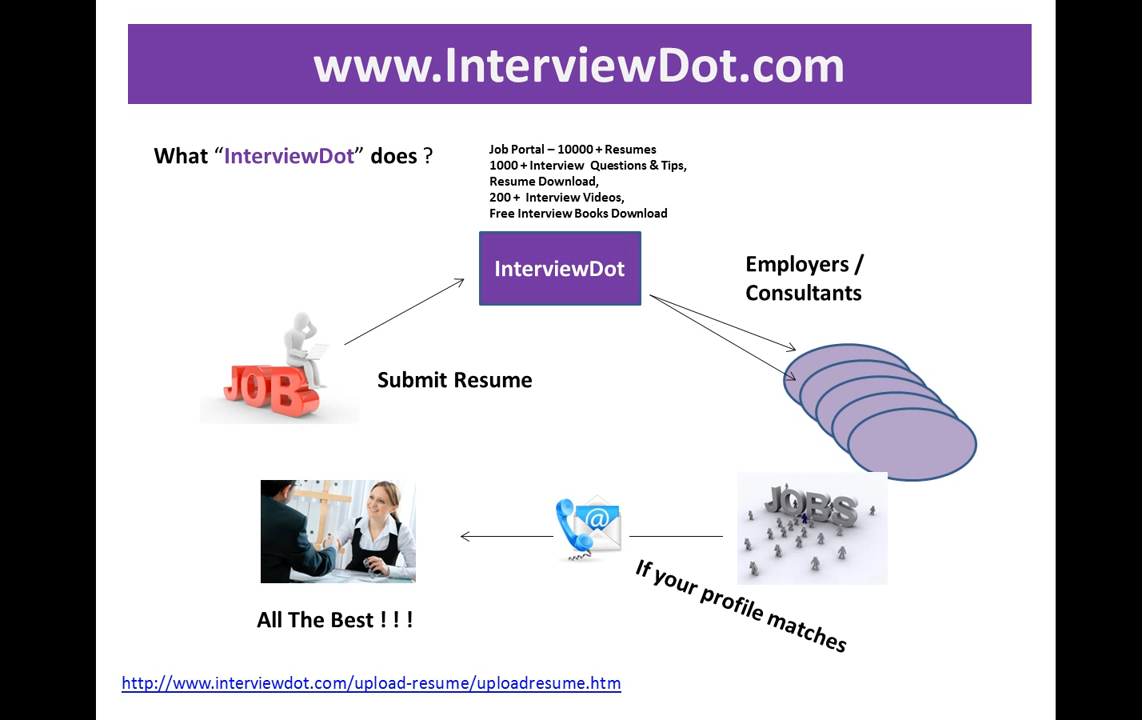 www.InterviewDot.com
What “InterviewDot” does ?
Job Portal – 10000 + Resumes
1000 + Interview Questions & Tips,
Resume Download,
200 + Interview Videos,
Free Interview Books Download
InterviewDot
Employers /
Consultants
JOB
Submit Resume
@
JOBS
If your profile matches
All The Best ! ! !
http://www.interviewdot.com/upload-resume/uploadresume.htm